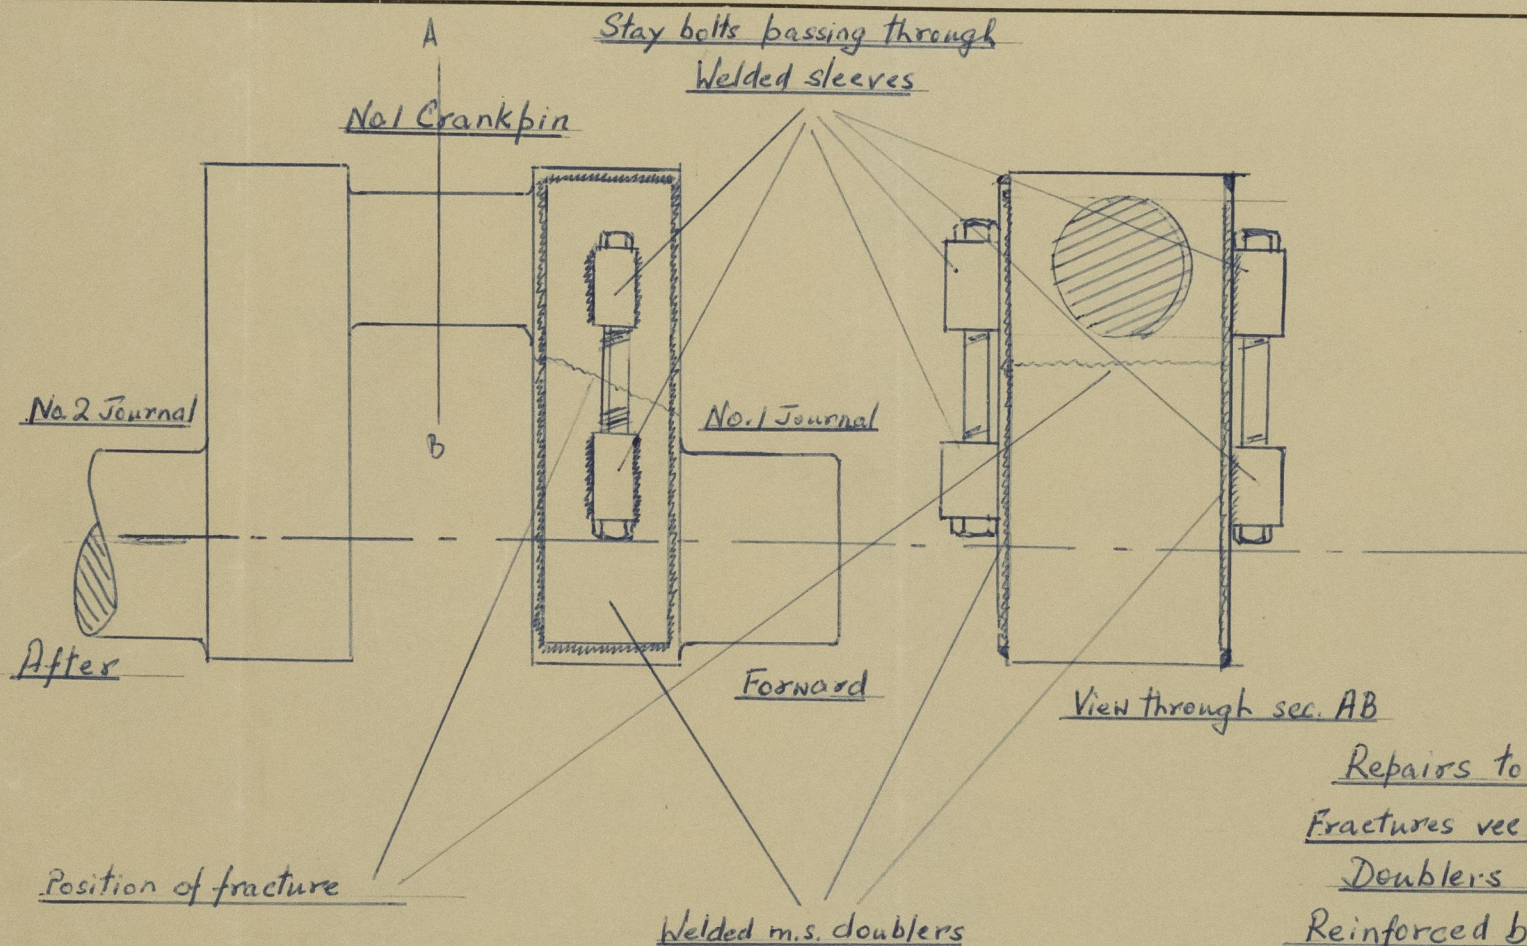 A
Stay bolts passing through
Welded sleeves
No1 Crankpin
No. 2 Journal
No. 1 Journal
B
After
Forward
View through sec. AB
Repairs to
Fractures vee
Doublers
Position of fracture
Welded m.s. doublers
Reinforced b